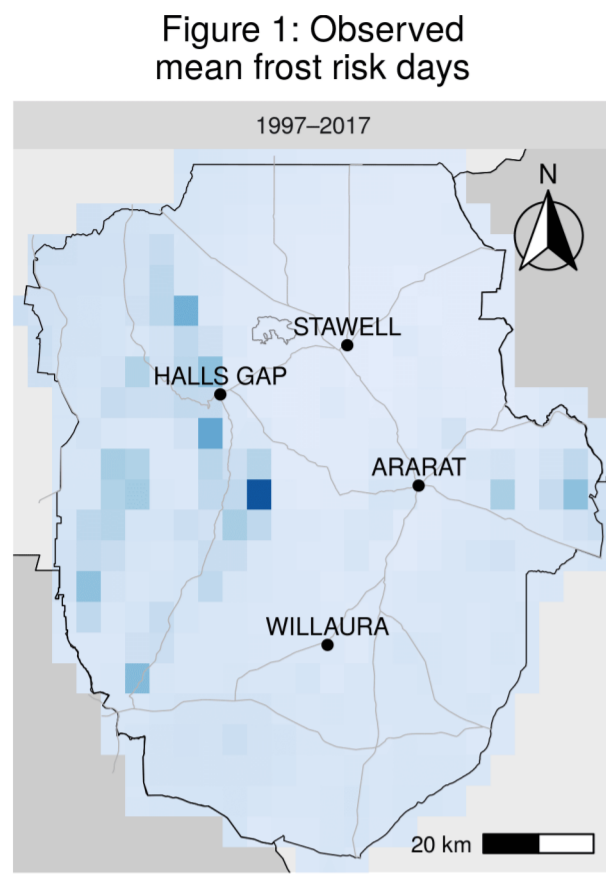 Figure 1: Observed
mean frost risk days
1997–2017
N
STAWELL
HALLS GAP
ARARAT
WILLAURA
20 km